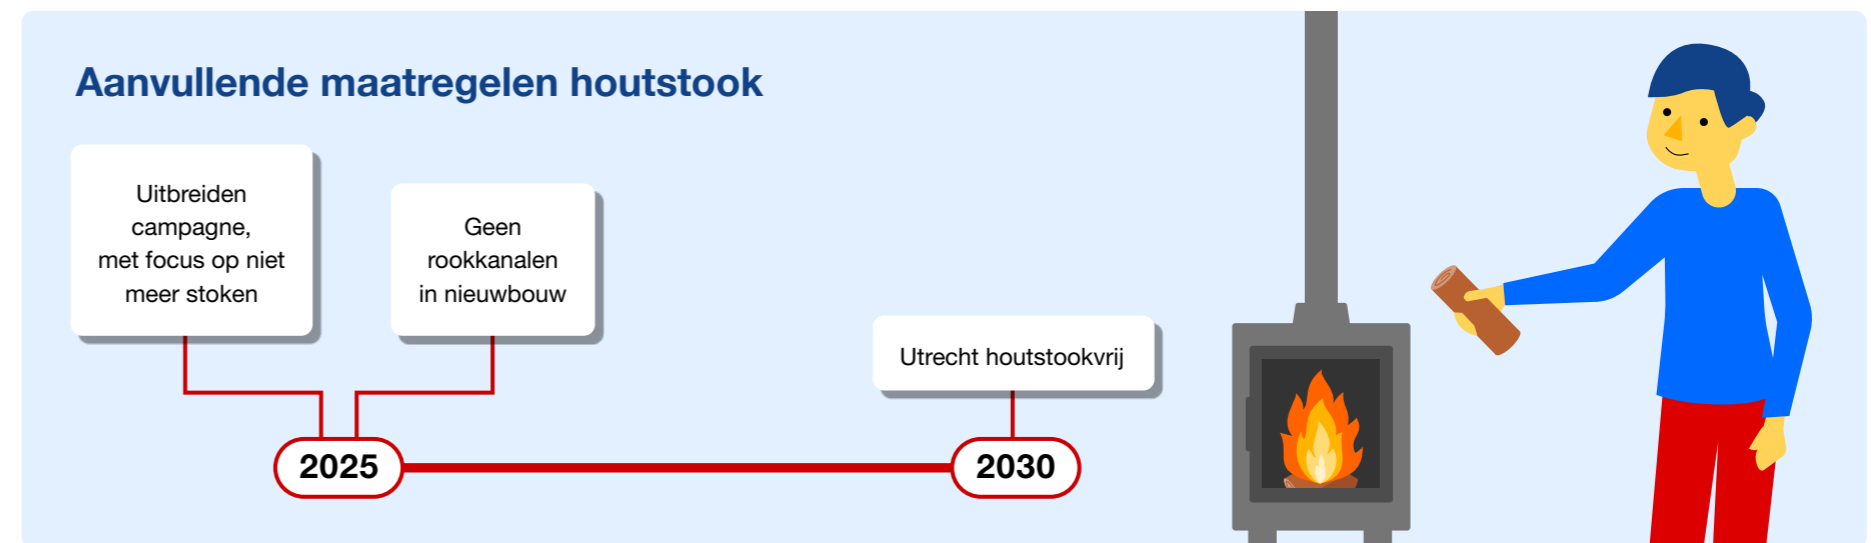 Aanvullende maatregelen houtstook
Uitbreiden
campagne,
met focus op niet
meer stoken
Geen
rookkanalen
in nieuwbouw
Utrecht houtstookvrij
2025
2030